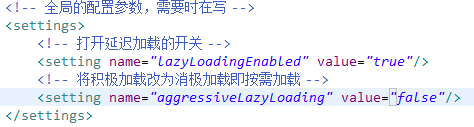 <!-- 全局的配置参数，需要时在写 -->
<settings>
<!-- 打开延迟加载的开关 -->
<setting name="lazyLoadingEnabled" value="true"/>
<!-- 将积极加载改为消极加载即按需加载 -->
<setting name="aggressiveLazyLoading" value="false"/>
</settings>